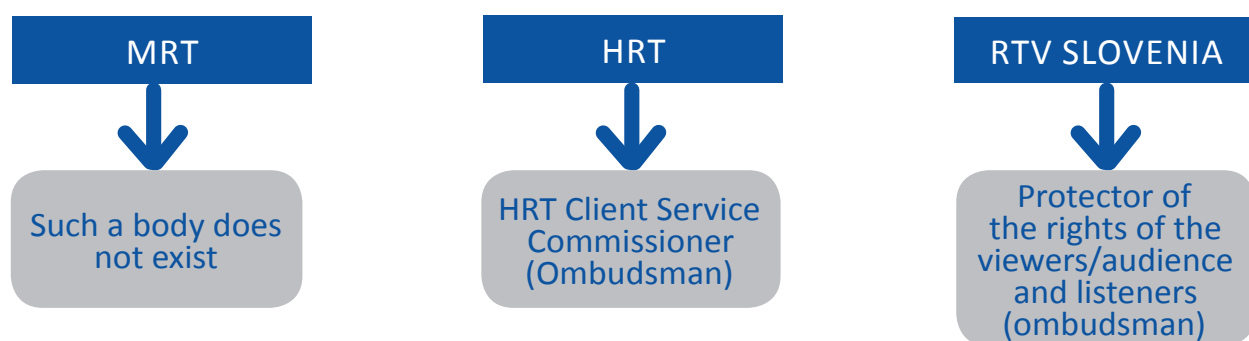 MRT
Such a body does
not exist
HRT
HRT Client Service
Commissioner
(Ombudsman)
RTV SLOVENIA
Protector of
the rights of the
viewers/audience
and listeners
(ombudsman)